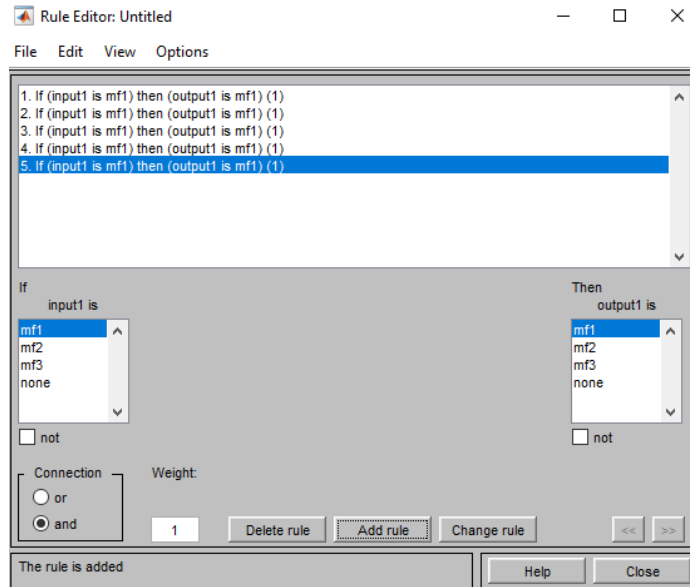 Rule Editor: Untitled
File Edit View Options
1. If (input1 is mf1) then (output1 is mf1) (1)
2. If (input1 is mf1) then (output1 is mf1) (1)
3. If (input1 is mf1) then (output1 is mf1) (1)
4. If (input1 is mf1) then (output1 is mf1) (1)
5. If (input1 is mf1) then (output1 is mf1) (1)
If
input1 is
mf1
mf2
mf3
none
not
Then
output1 is
mf1
mf2
mf3
none
not
Connection
or
and
Weight:
1
Delete rule Add rule Change rule << >>
The rule is added
Help Close